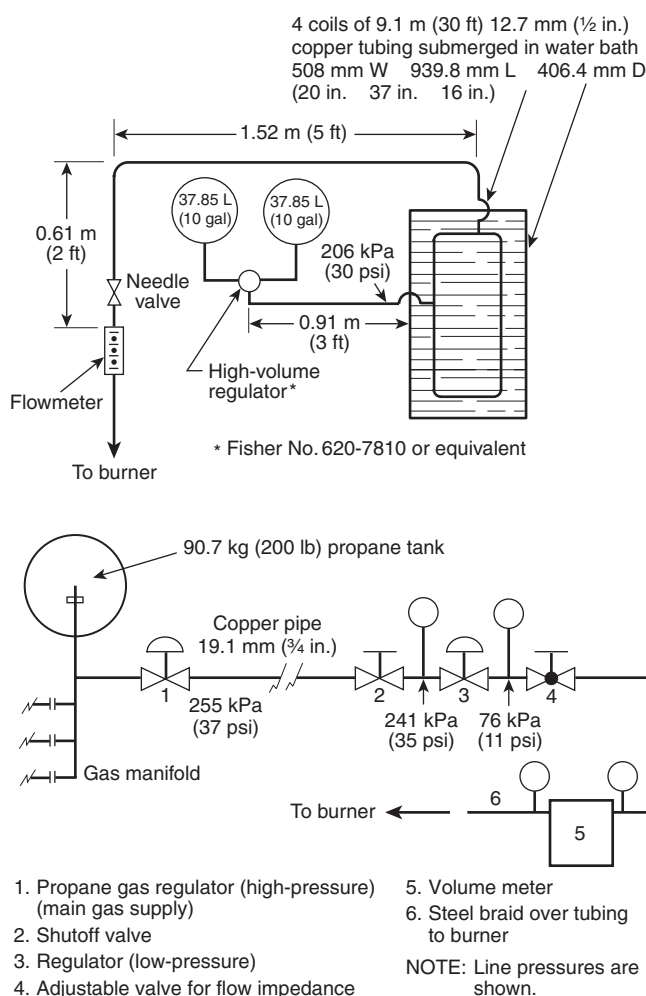 4 coils of 9.1 m (30 ft) 12.7 mm (½ in.)
copper tubing submerged in water bath
508 mm W 939.8 mm L 406.4 mm D
(20 in. 37 in. 16 in.)
1.52 m (5 ft)
37.85 L
(10 gal)
37.85 L
(10 gal)
0.61 m
(2 ft)
206 kPa
(30 psi)
Needle
valve
0.91 m
(3 ft)
High-volume
regulator*
Flowmeter
* Fisher No. 620-7810 or equivalent
To burner
90.7 kg (200 lb) propane tank
Copper pipe
19.1 mm (¾ in.)
1
2
3
4
255 kPa
(37 psi)
241 kPa
(35 psi)
76 kPa
(11 psi)
Gas manifold
To burner
6
5
1. Propane gas regulator (high-pressure)
(main gas supply)
2. Shutoff valve
3. Regulator (low-pressure)
4. Adjustable valve for flow impedance
5. Volume meter
6. Steel braid over tubing
to burner
NOTE: Line pressures are
shown.